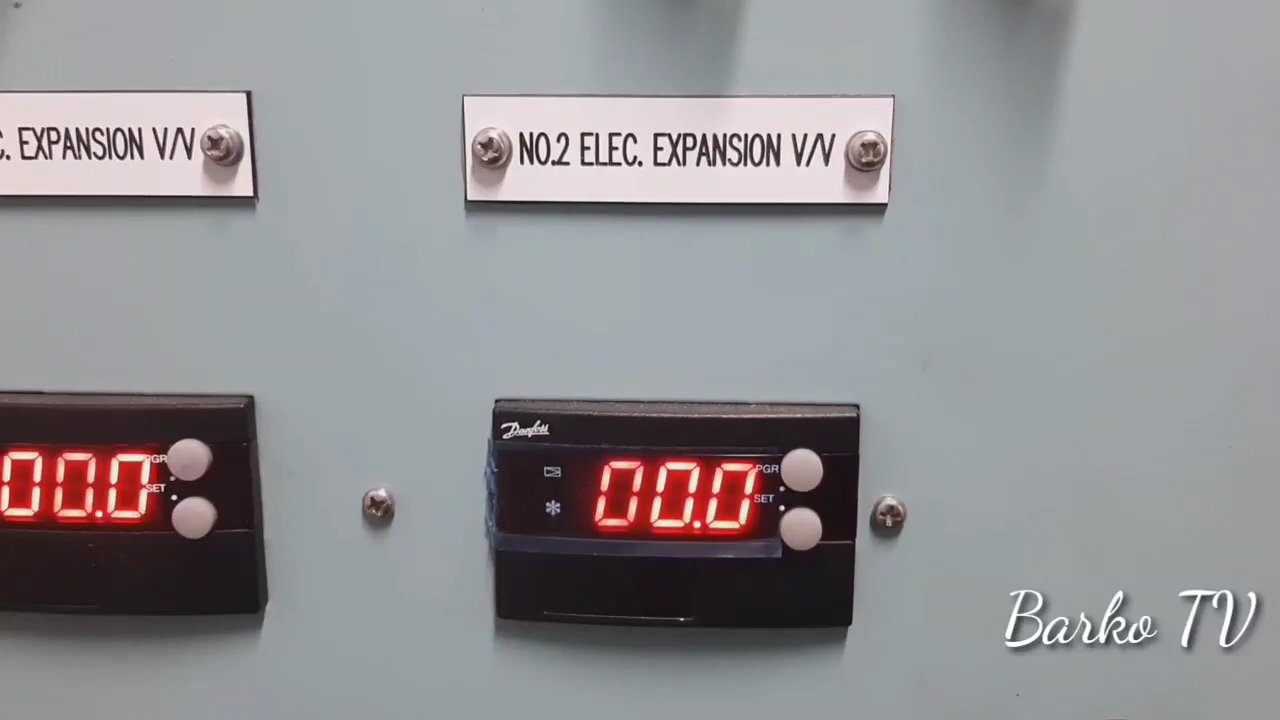 C. EXPANSION V/V
NO.2 ELEC. EXPANSION V/V
00.0
PGR
SET
Danfoss
00.0
PGR
SET
Barko TV